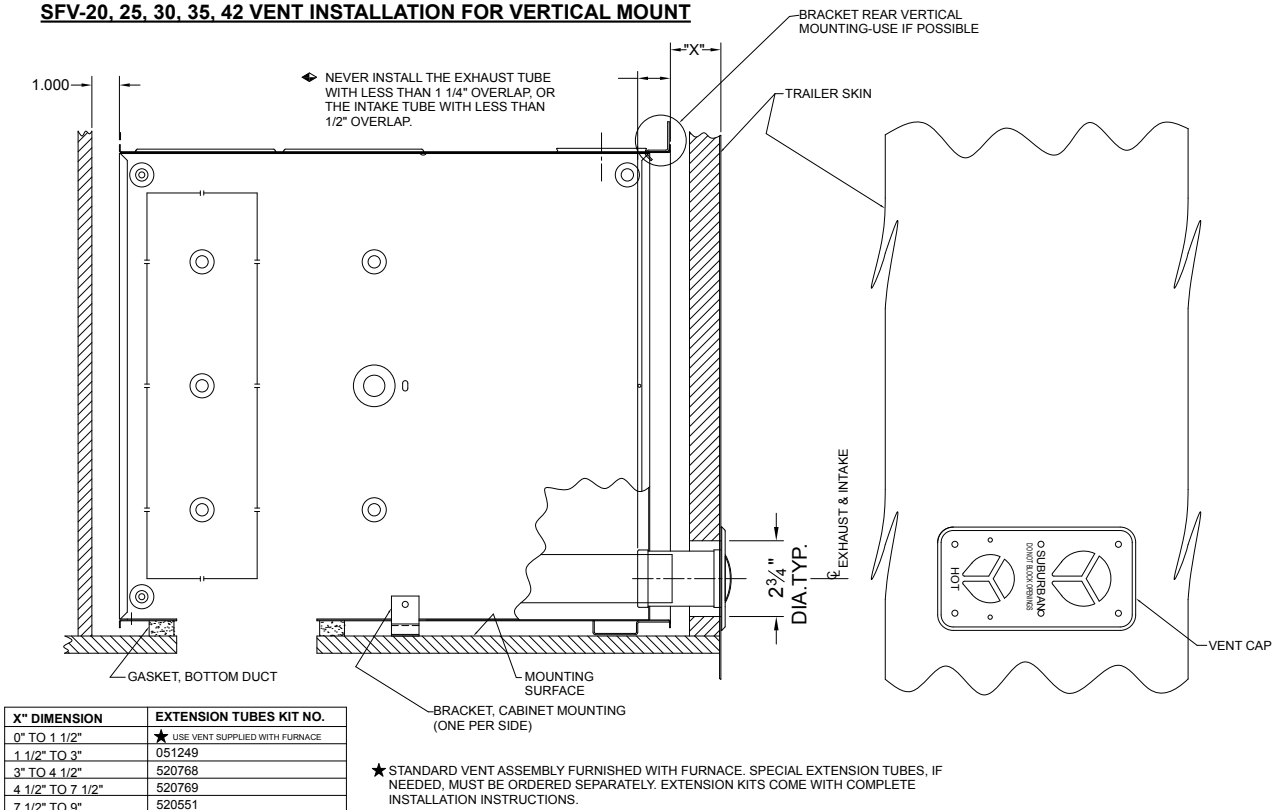 SFV-20, 25, 30, 35, 42 VENT INSTALLATION FOR VERTICAL MOUNT
BRACKET REAR VERTICAL
MOUNTING-USE IF POSSIBLE
"X"
1.000
NEVER INSTALL THE EXHAUST TUBE
WITH LESS THAN 1 1/4" OVERLAP, OR
THE INTAKE TUBE WITH LESS THAN
1/2" OVERLAP.
TRAILER SKIN
℄ EXHAUST & INTAKE
2 3/4"
DIA.TYP.
HOT
DO NOT BLOCK OPENINGS
SUBURBAN
VENT CAP
GASKET, BOTTOM DUCT
MOUNTING
SURFACE
BRACKET, CABINET MOUNTING
(ONE PER SIDE)
X" DIMENSION EXTENSION TUBES KIT NO.
0" TO 1 1/2" ★ USE VENT SUPPLIED WITH FURNACE
1 1/2" TO 3" 051249
3" TO 4 1/2" 520768
4 1/2" TO 7 1/2" 520769
7 1/2" TO 9" 520551
★ STANDARD VENT ASSEMBLY FURNISHED WITH FURNACE. SPECIAL EXTENSION TUBES, IF
NEEDED, MUST BE ORDERED SEPARATELY. EXTENSION KITS COME WITH COMPLETE
INSTALLATION INSTRUCTIONS.